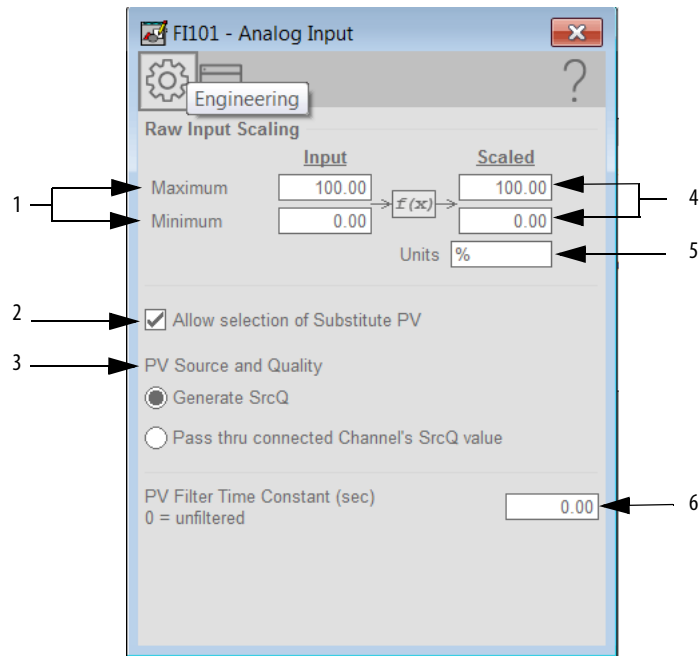 FI101 - Analog Input
Engineering
Raw Input Scaling
Input Scaled
1 Maximum 100.00 f(x) 100.00 4
Minimum 0.00 0.00
Units % 5
2 Allow selection of Substitute PV
3 PV Source and Quality
Generate SrcQ
Pass thru connected Channel's SrcQ value
PV Filter Time Constant (sec)
0 = unfiltered 0.00 6